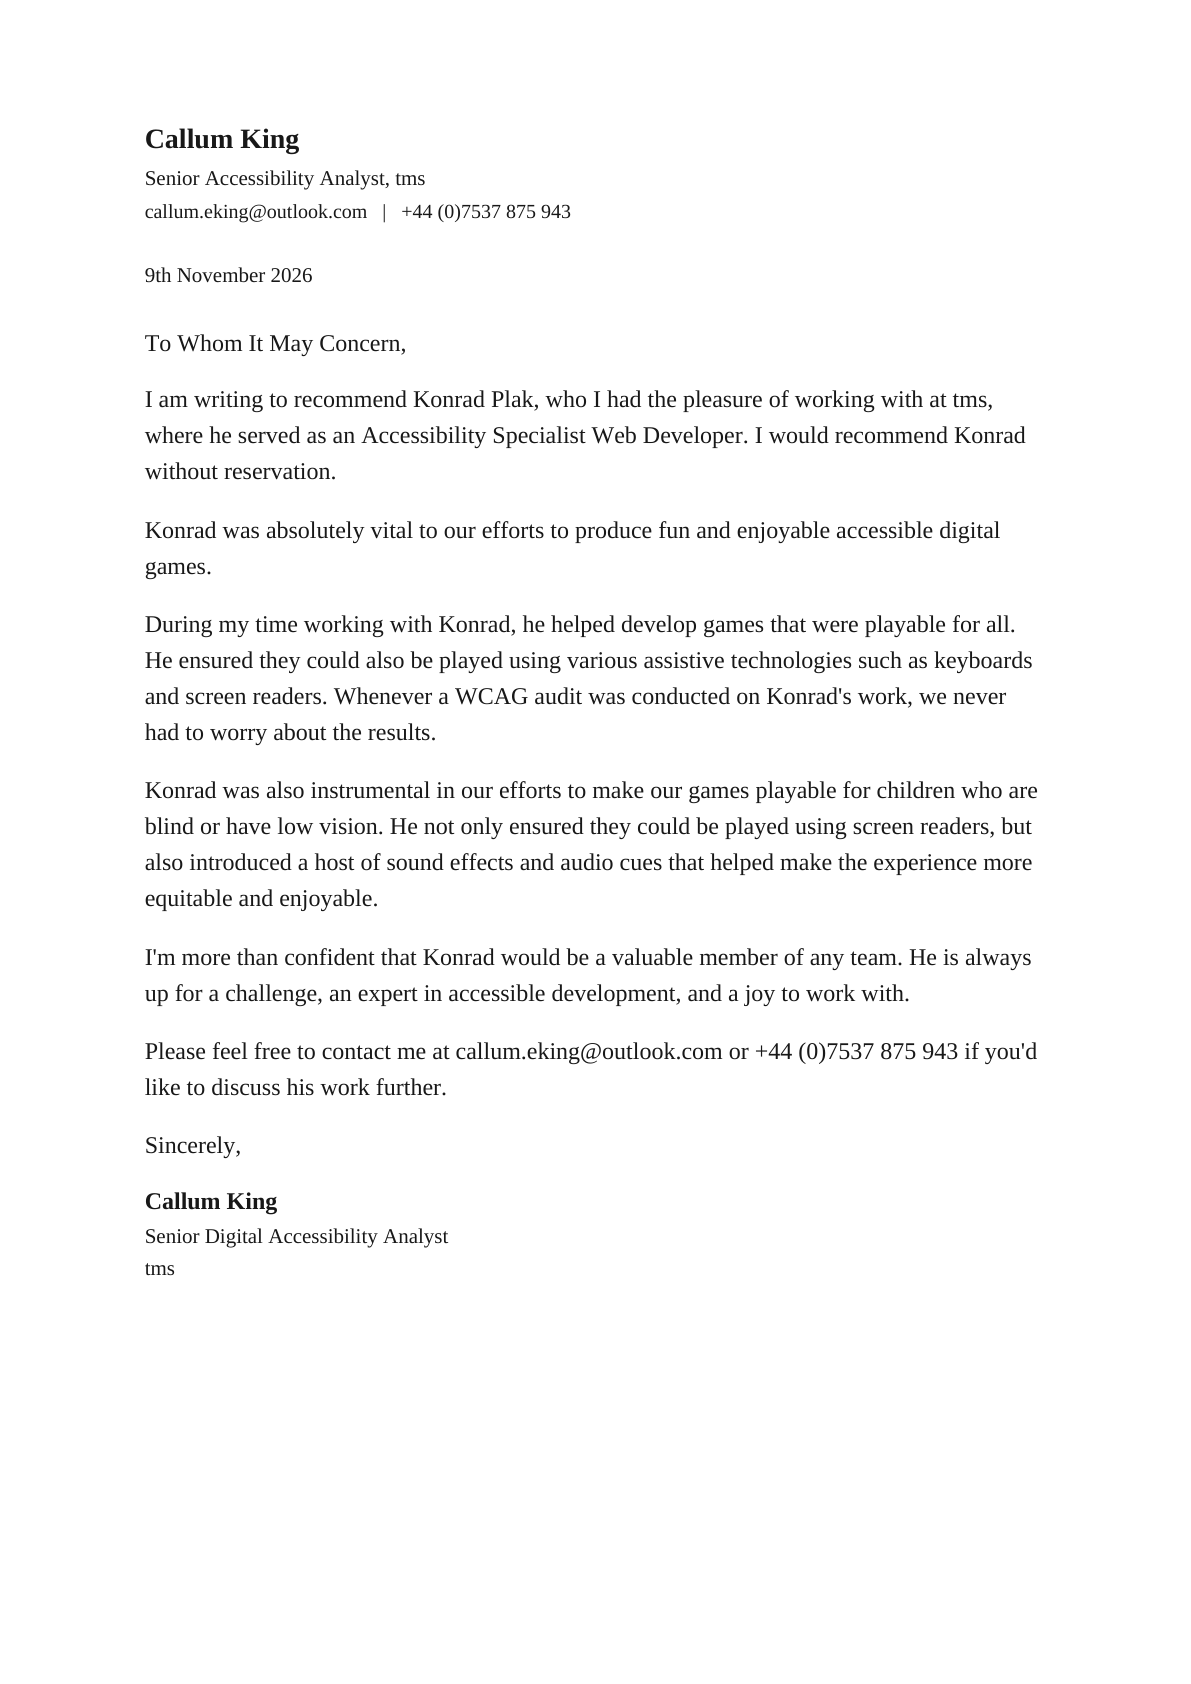 Callum King
Senior Accessibility Analyst, tms
callum.eking@outlook.com | +44 (0)7537 875 943
9th November 2026
To Whom It May Concern,
I am writing to recommend Konrad Plak, who I had the pleasure of working with at tms,
where he served as an Accessibility Specialist Web Developer. I would recommend Konrad
without reservation.
Konrad was absolutely vital to our efforts to produce fun and enjoyable accessible digital
games.
During my time working with Konrad, he helped develop games that were playable for all.
He ensured they could also be played using various assistive technologies such as keyboards
and screen readers. Whenever a WCAG audit was conducted on Konrad's work, we never
had to worry about the results.
Konrad was also instrumental in our efforts to make our games playable for children who are
blind or have low vision. He not only ensured they could be played using screen readers, but
also introduced a host of sound effects and audio cues that helped make the experience more
equitable and enjoyable.
I'm more than confident that Konrad would be a valuable member of any team. He is always
up for a challenge, an expert in accessible development, and a joy to work with.
Please feel free to contact me at callum.eking@outlook.com or +44 (0)7537 875 943 if you'd
like to discuss his work further.
Sincerely,
Callum King
Senior Digital Accessibility Analyst
tms